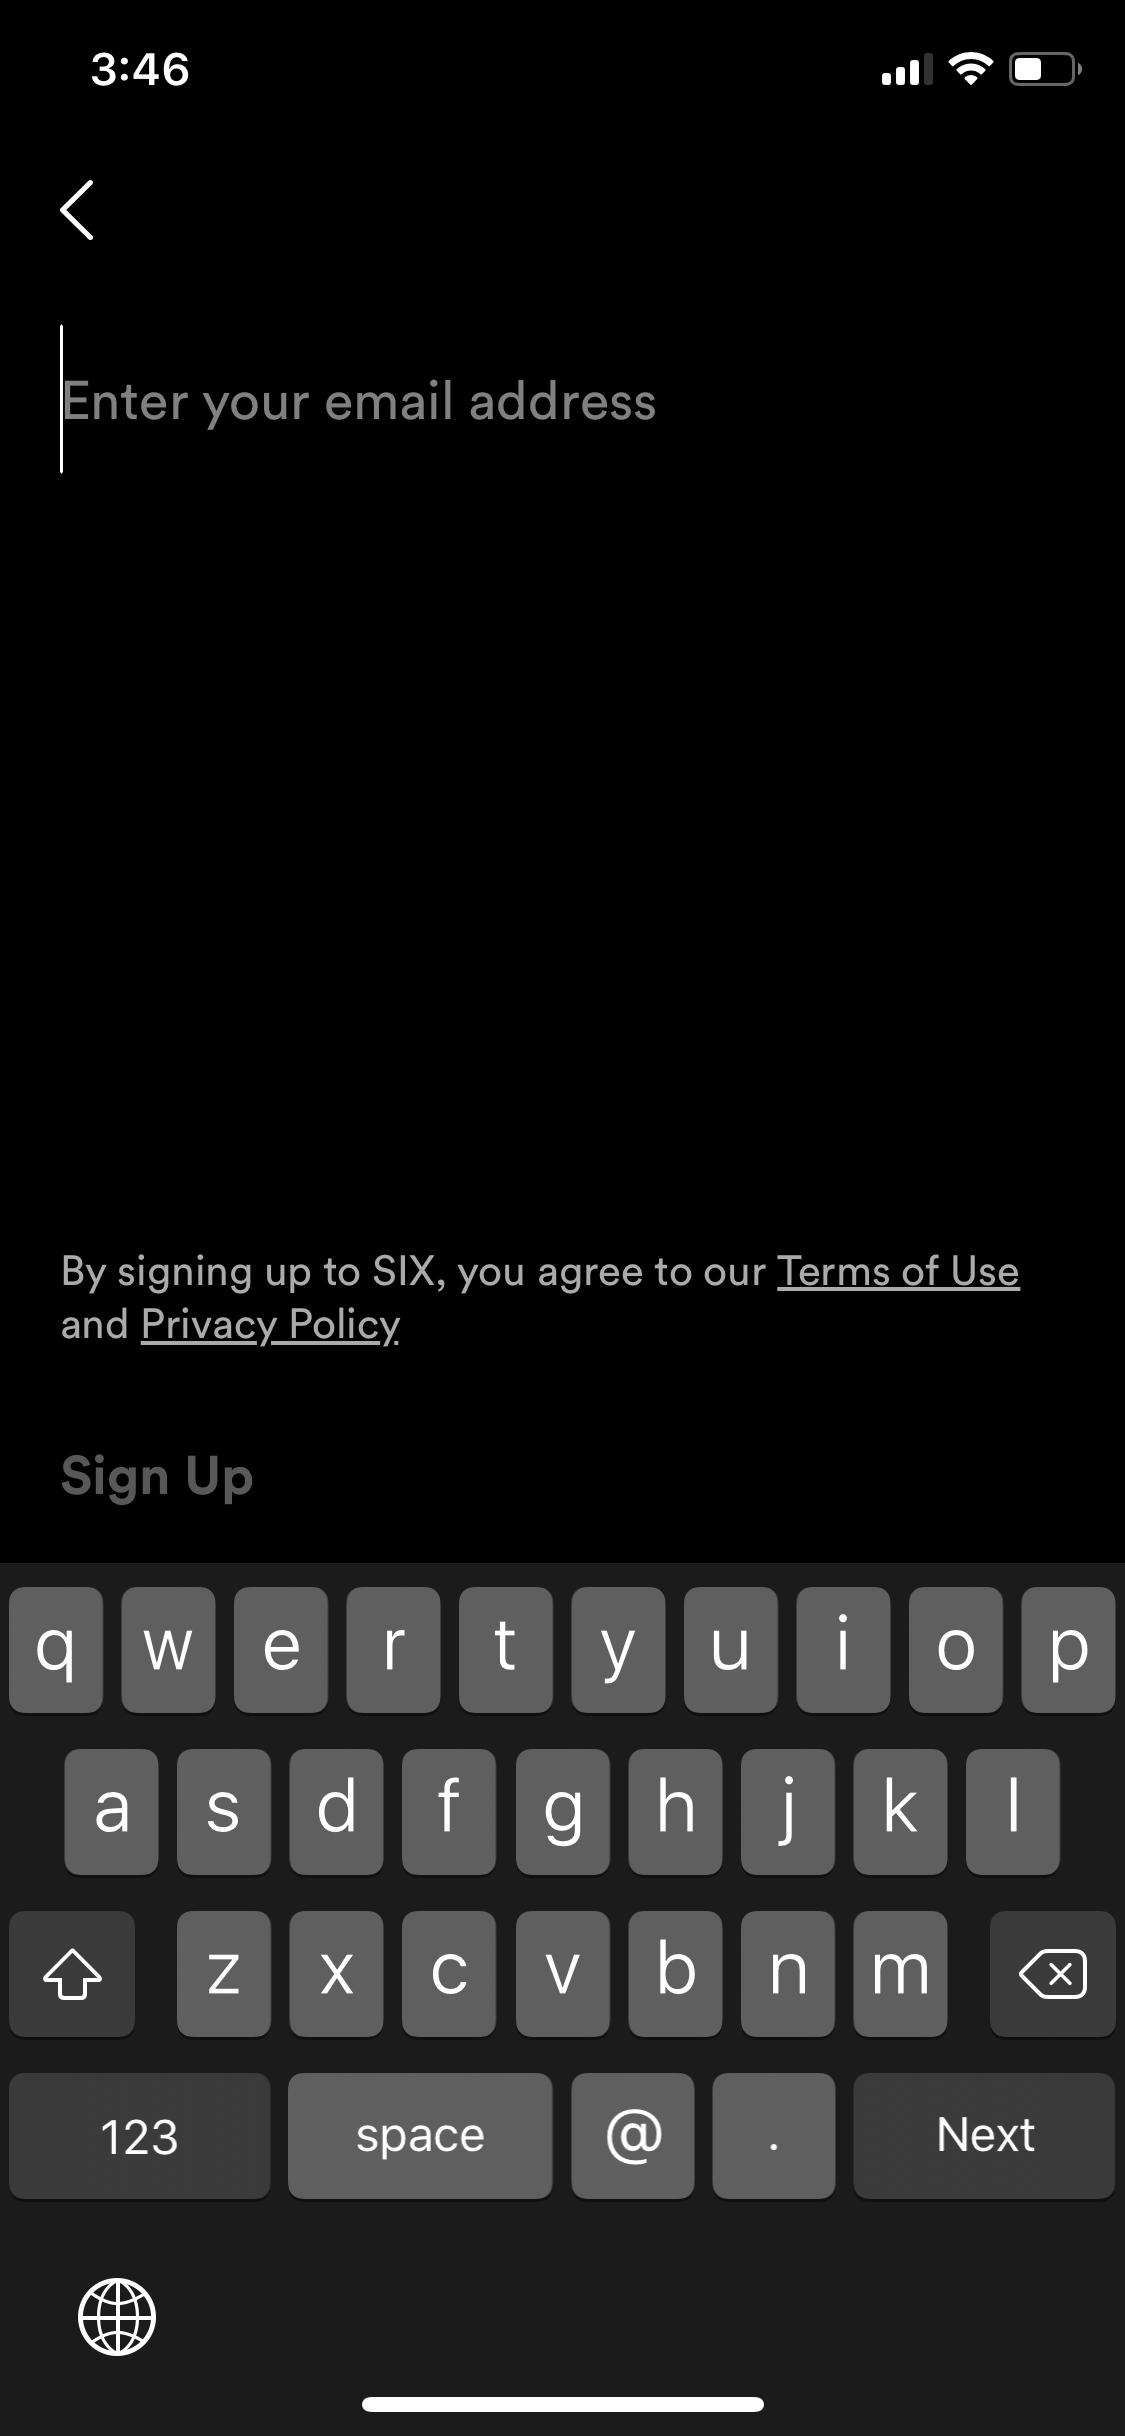 3:46
Enter your email address
By signing up to SIX, you agree to our Terms of Use
and Privacy Policy
Sign Up
q w e r t y u i o p
a s d f g h j k l
z x c v b n m
123 space @ . Next